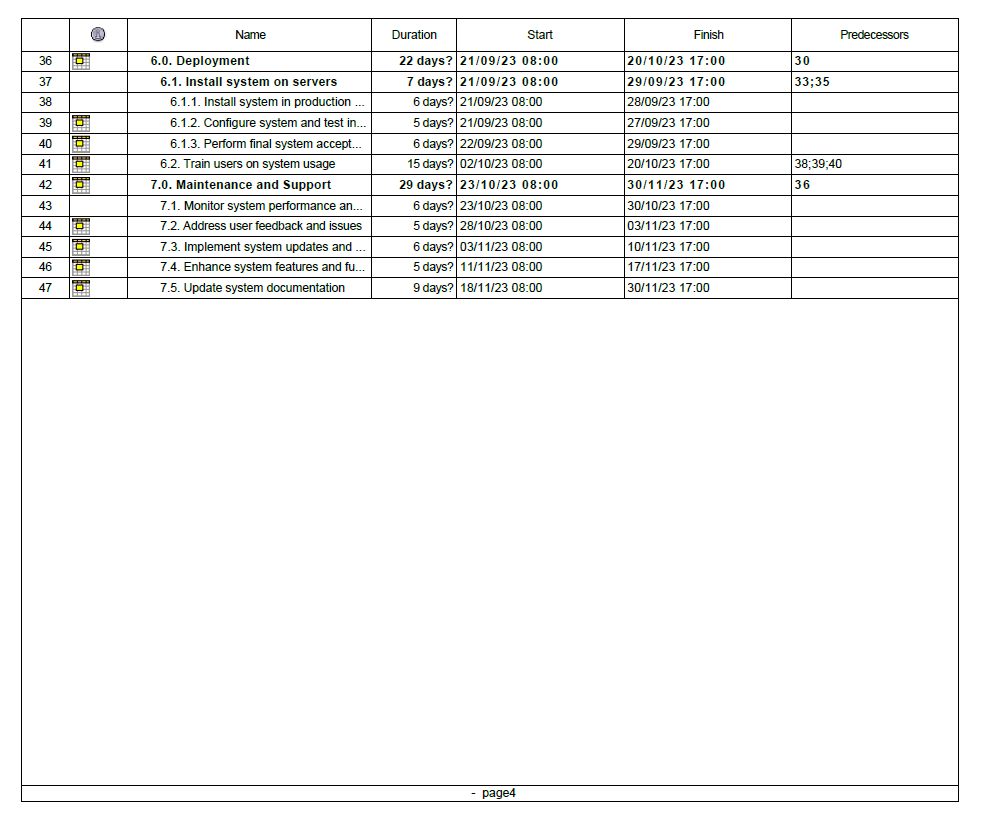 Name Duration Start Finish Predecessors
36 6.0. Deployment 22 days? 21/09/23 08:00 20/10/23 17:00 30
37 6.1. Install system on servers 7 days? 21/09/23 08:00 29/09/23 17:00 33;35
38 6.1.1. Install system in production ... 6 days? 21/09/23 08:00 28/09/23 17:00
39 6.1.2. Configure system and test in... 5 days? 21/09/23 08:00 27/09/23 17:00
40 6.1.3. Perform final system accept... 6 days? 22/09/23 08:00 29/09/23 17:00
41 6.2. Train users on system usage 15 days? 02/10/23 08:00 20/10/23 17:00 38;39;40
42 7.0. Maintenance and Support 29 days? 23/10/23 08:00 30/11/23 17:00 36
43 7.1. Monitor system performance an... 6 days? 23/10/23 08:00 30/10/23 17:00
44 7.2. Address user feedback and issues 5 days? 28/10/23 08:00 03/11/23 17:00
45 7.3. Implement system updates and ... 6 days? 03/11/23 08:00 10/11/23 17:00
46 7.4. Enhance system features and fu... 5 days? 11/11/23 08:00 17/11/23 17:00
47 7.5. Update system documentation 9 days? 18/11/23 08:00 30/11/23 17:00
- page4